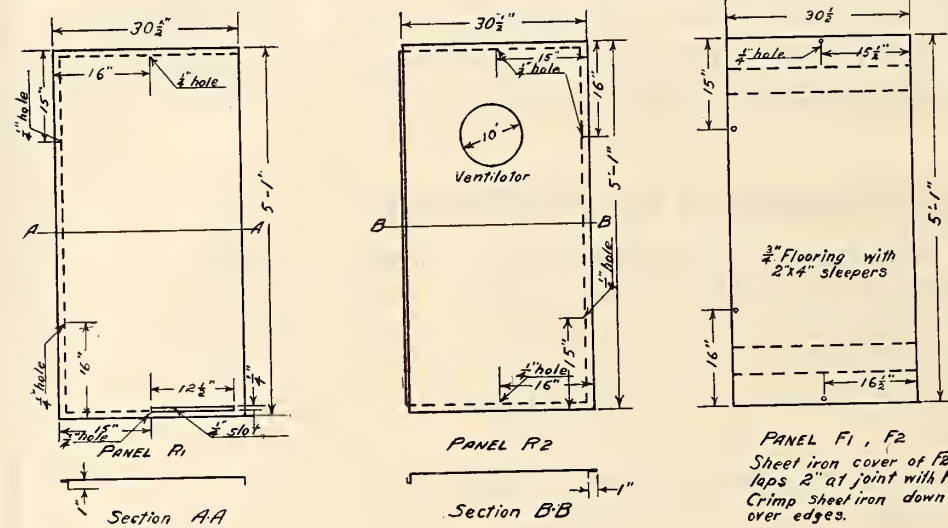 30½"
16"
¼" hole
15"
¼" hole
5'-1"
A
A
¼" hole
16"
12½"
¼"
15"
¼" hole
¼" slot
PANEL R1
1"
Section A·A
30½"
15"
¼" hole
16"
10"
Ventilator
5'-1"
B
B
¼" hole
15"
¼" hole
16"
PANEL R2
1"
Section B·B
30½
¼" hole
15½"
15"
5'-1"
¾" Flooring with
2"x4" sleepers
16"
16½"
PANEL F1, F2
Sheet iron cover of F2
laps 2" at joint with
Crimp sheet iron down
over edges.